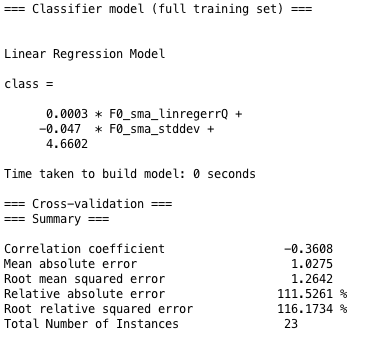 === Classifier model (full training set) ===
Linear Regression Model
class =
0.0003 * F0_sma_linregerrQ +
-0.047 * F0_sma_stddev +
4.6602
Time taken to build model: 0 seconds
=== Cross-validation ===
=== Summary ===
Correlation coefficient -0.3608
Mean absolute error 1.0275
Root mean squared error 1.2642
Relative absolute error 111.5261 %
Root relative squared error 116.1734 %
Total Number of Instances 23